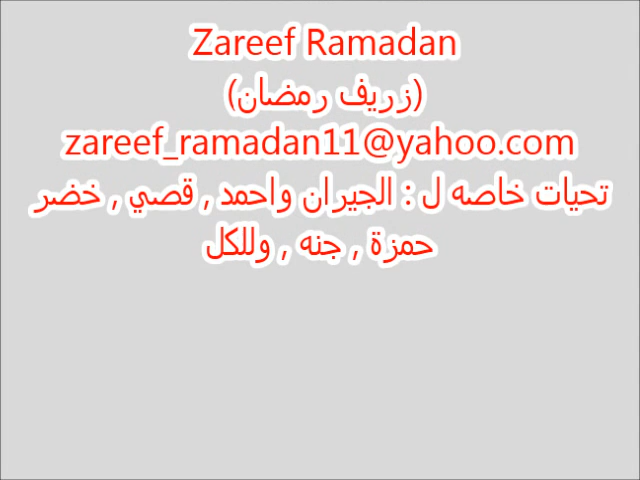 Zareef Ramadan
(زريف رمضان)
zareef_ramadan11@yahoo.com
تحيات خاصه ل : الجيران واحمد , قصي , خضر
حمزة , جنه , وللكل